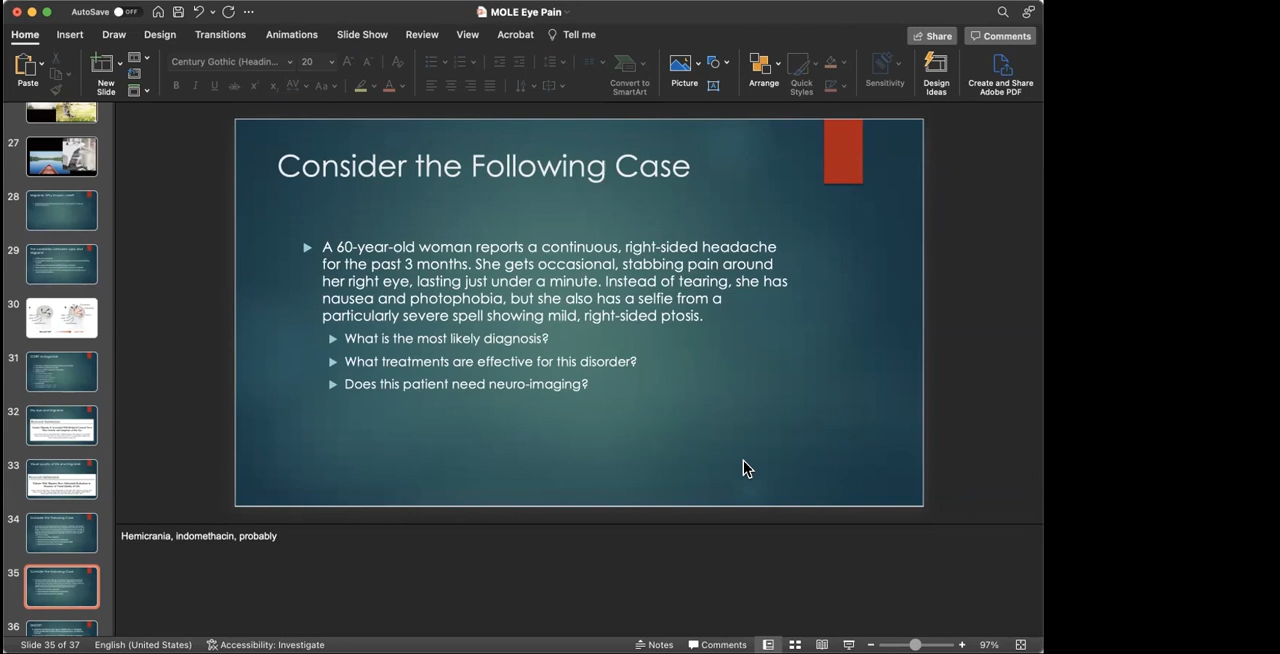 AutoSave OFF
MOLE Eye Pain
Home Insert Draw Design Transitions Animations Slide Show Review View Acrobat Tell me Share Comments
Paste
New Slide
Century Gothic (Headin... 20
Convert to SmartArt
Picture
Arrange
Quick Styles
Sensitivity
Design Ideas
Create and Share Adobe PDF
27
28
29
30
31
32
33
34
35
36
Consider the Following Case
A 60-year-old woman reports a continuous, right-sided headache
for the past 3 months. She gets occasional, stabbing pain around
her right eye, lasting just under a minute. Instead of tearing, she has
nausea and photophobia, but she also has a selfie from a
particularly severe spell showing mild, right-sided ptosis.
What is the most likely diagnosis?
What treatments are effective for this disorder?
Does this patient need neuro-imaging?
Hemicrania, indomethacin, probably
Slide 35 of 37 English (United States) Accessibility: Investigate Notes Comments 97%